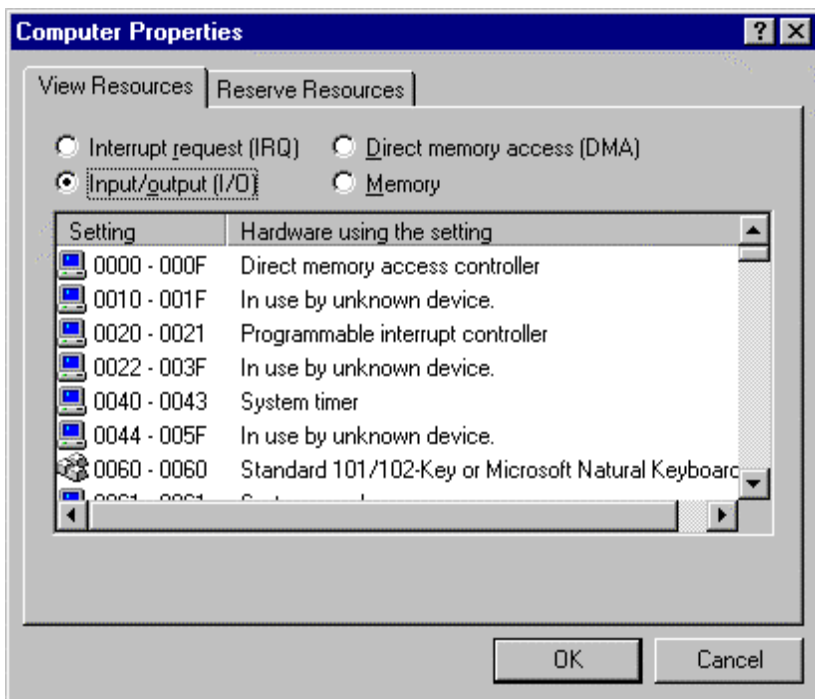 Computer Properties
View Resources Reserve Resources
Interrupt request (IRQ) Direct memory access (DMA)
Input/output (I/O) Memory
Setting Hardware using the setting
0000 - 000F Direct memory access controller
0010 - 001F In use by unknown device.
0020 - 0021 Programmable interrupt controller
0022 - 003F In use by unknown device.
0040 - 0043 System timer
0044 - 005F In use by unknown device.
0060 - 0060 Standard 101/102-Key or Microsoft Natural
OK Cancel